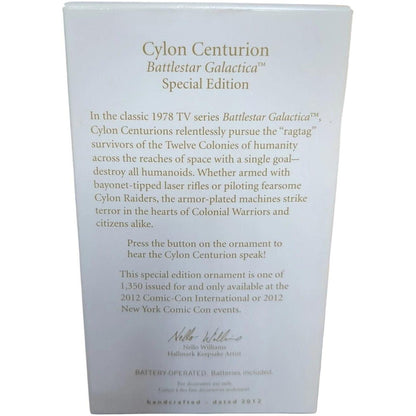 Cylon Centurion
Battlestar Galactica™
Special Edition
In the classic 1978 TV series Battlestar Galactica™,
Cylon Centurions relentlessly pursue the “ragtag”
survivors of the Twelve Colonies of humanity
across the reaches of space with a single goal—
destroy all humanoids. Whether armed with
bayonet-tipped laser rifles or piloting fearsome
Cylon Raiders, the armor-plated machines strike
terror in the hearts of Colonial Warriors and
citizens alike.
Press the button on the ornament to
hear the Cylon Centurion speak!
This special edition ornament is one of
1,350 issued for and only available at the
2012 Comic-Con International or 2012
New York Comic Con events.
Nello Williams
Nello Williams
Hallmark Keepsake Artist
BATTERY-OPERATED. Batteries included.
For decorative use only.
handcrafted - dated 2012